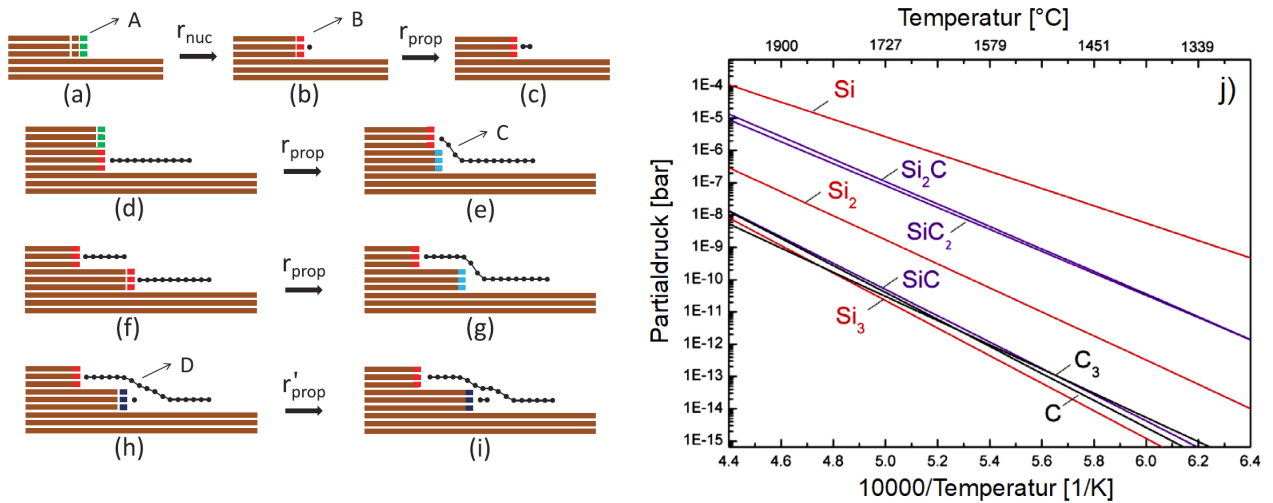 A
r_nuc
B
r_prop
(a)
(b)
(c)
r_prop
C
(d)
(e)
r_prop
(f)
(g)
D
r'_prop
(h)
(i)
Temperatur [°C]
1900 1727 1579 1451 1339
j)
1E-4
1E-5
1E-6
1E-7
1E-8
1E-9
1E-10
1E-11
1E-12
1E-13
1E-14
1E-15
Partialdruck [bar]
Si
Si₂C
Si₂
SiC₂
SiC
Si₃
C₃
C
4.4 4.6 4.8 5.0 5.2 5.4 5.6 5.8 6.0 6.2 6.4
10000/Temperatur [1/K]